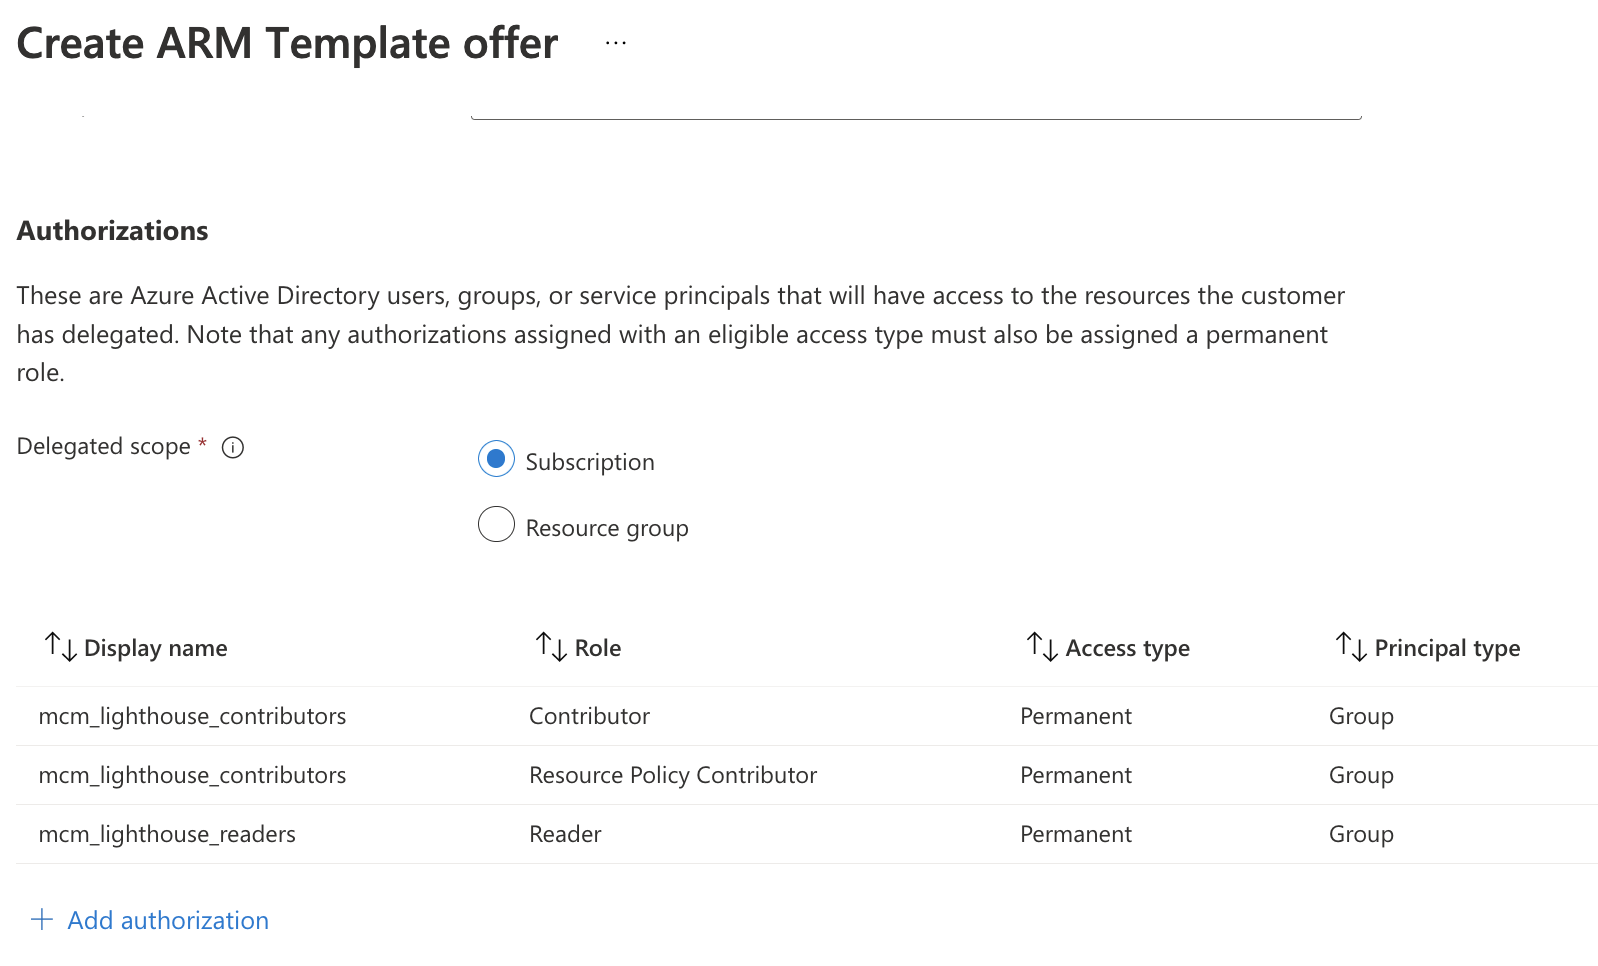 Create ARM Template offer ...
Authorizations
These are Azure Active Directory users, groups, or service principals that will have access to the resources the customer
has delegated. Note that any authorizations assigned with an eligible access type must also be assigned a permanent
role.
Delegated scope *
Subscription
Resource group
Display name Role Access type Principal type
mcm_lighthouse_contributors Contributor Permanent Group
mcm_lighthouse_contributors Resource Policy Contributor Permanent Group
mcm_lighthouse_readers Reader Permanent Group
+ Add authorization